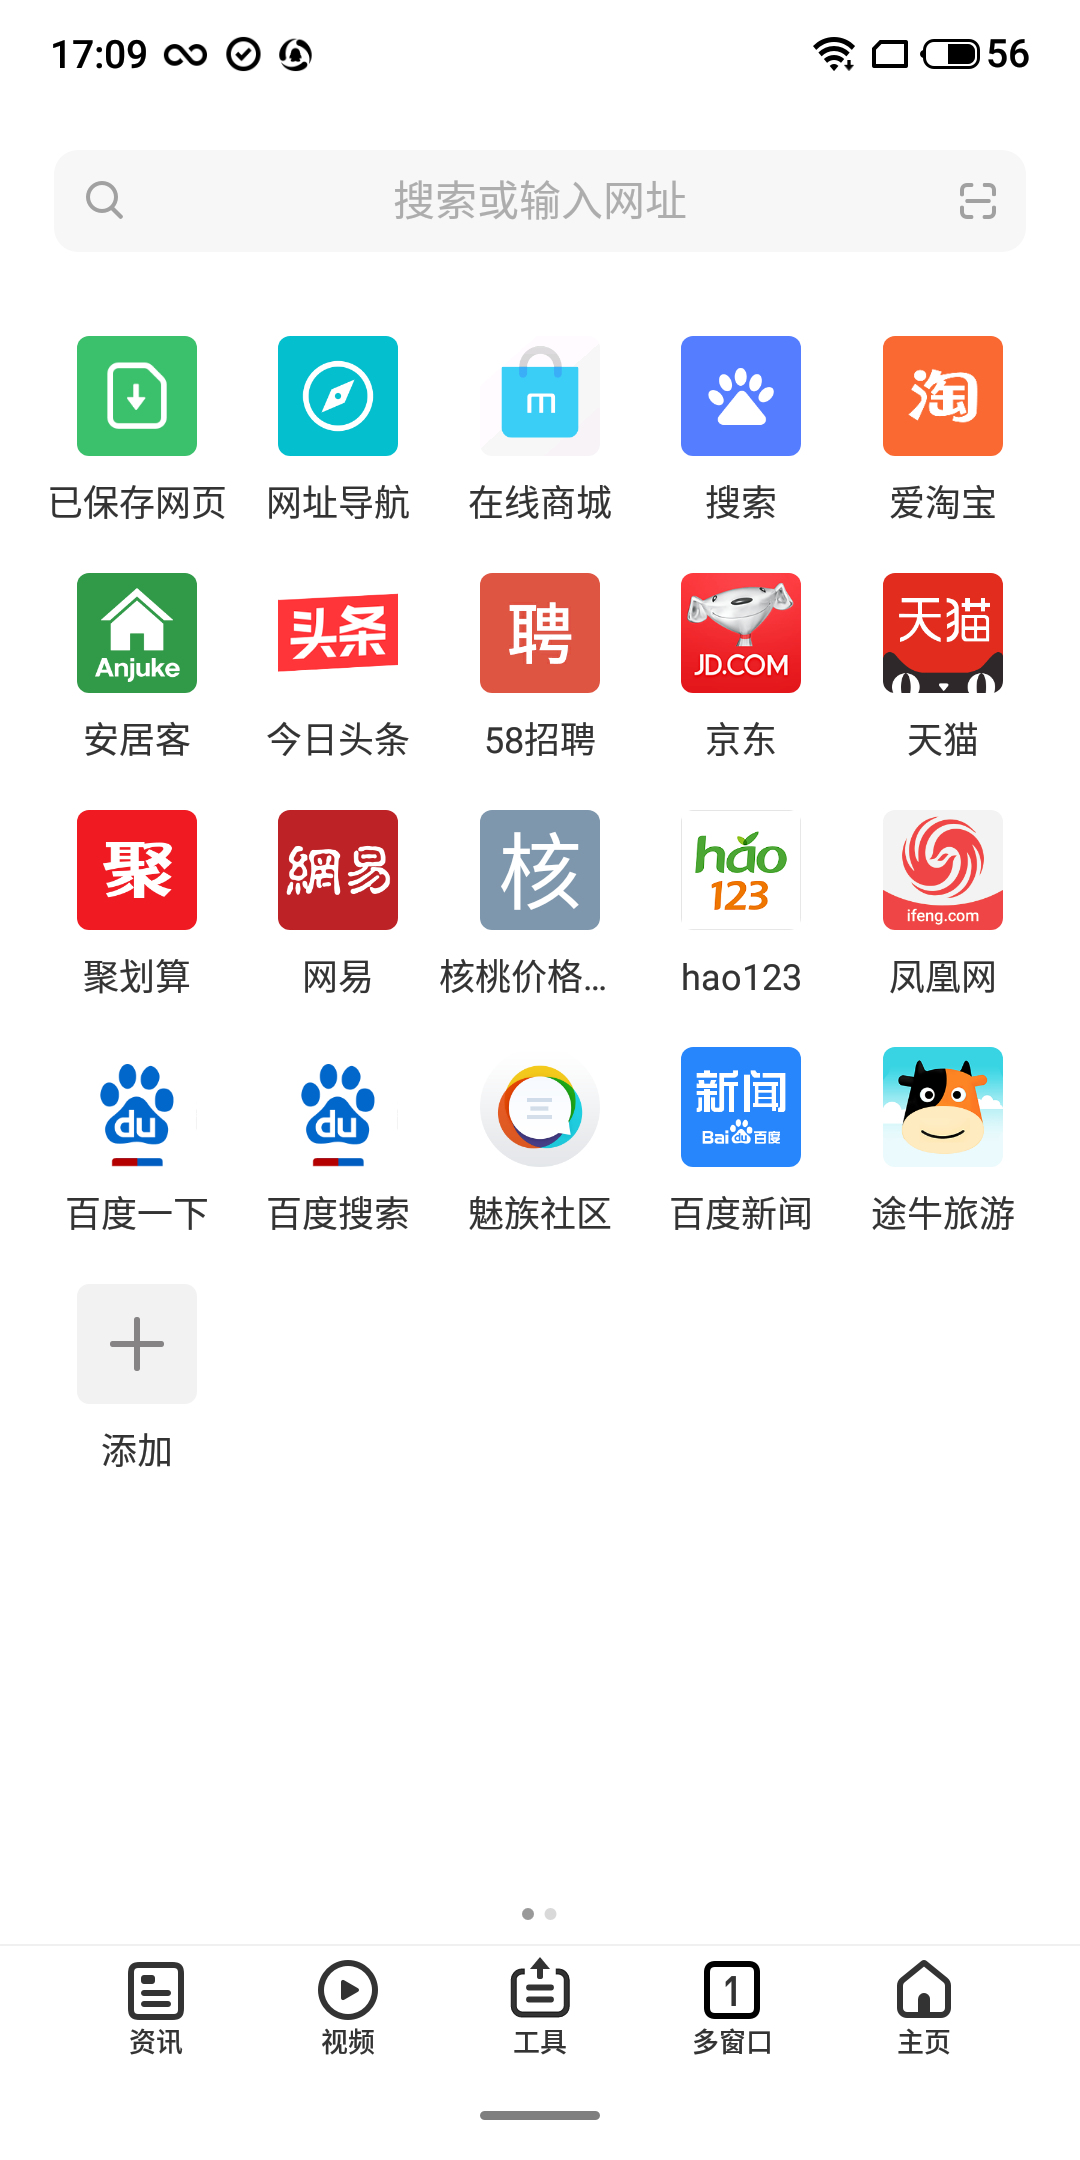 17:09
56
搜索或输入网址
m
淘
已保存网页
网址导航
在线商城
搜索
爱淘宝
Anjuke
头条
聘
JD.COM
天猫
安居客
今日头条
58招聘
京东
天猫
聚
網易
核
hao
123
ifeng.com
聚划算
网易
核桃价格...
hao123
凤凰网
du
du
新闻
Bai du 百度
百度一下
百度搜索
魅族社区
百度新闻
途牛旅游
添加
1
资讯
视频
工具
多窗口
主页